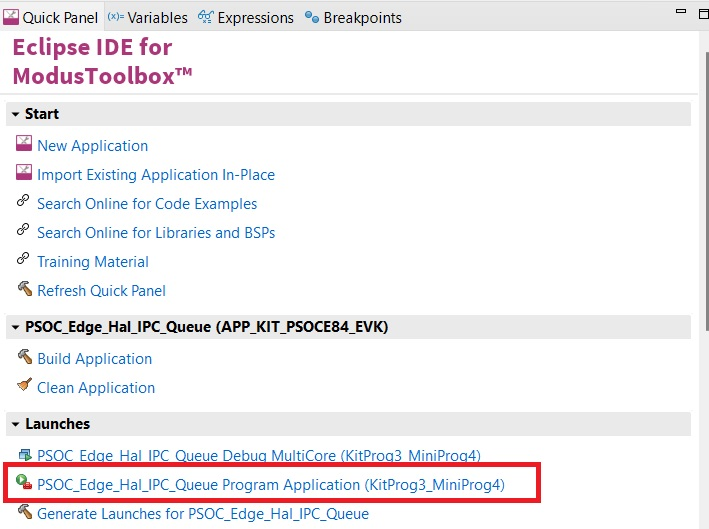 Quick Panel (x)= Variables Expressions Breakpoints
Eclipse IDE for
ModusToolbox™
Start
New Application
Import Existing Application In-Place
Search Online for Code Examples
Search Online for Libraries and BSPs
Training Material
Refresh Quick Panel
PSOC_Edge_Hal_IPC_Queue (APP_KIT_PSOCE84_EVK)
Build Application
Clean Application
Launches
PSOC_Edge_Hal_IPC_Queue Debug MultiCore (KitProg3_MiniProg4)
PSOC_Edge_Hal_IPC_Queue Program Application (KitProg3_MiniProg4)
Generate Launches for PSOC_Edge_Hal_IPC_Queue